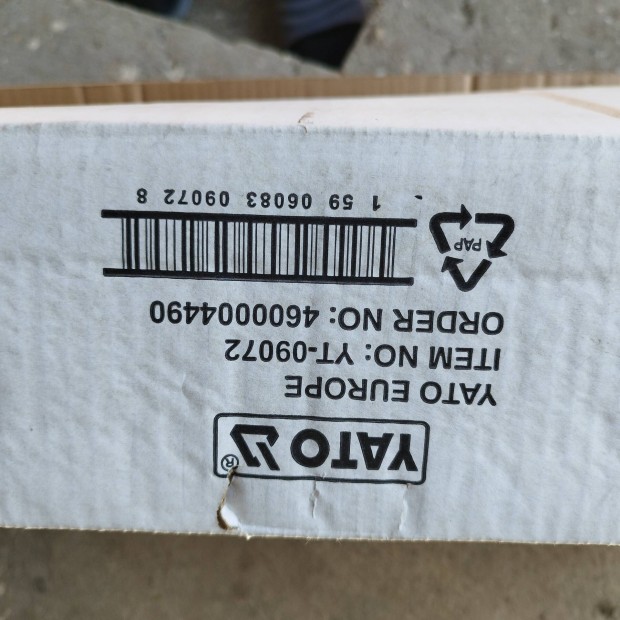 YATO ®
YATO EUROPE
ITEM NO: YT-09072
ORDER NO: 4600004490
PAP
1 59 06083 09072 8